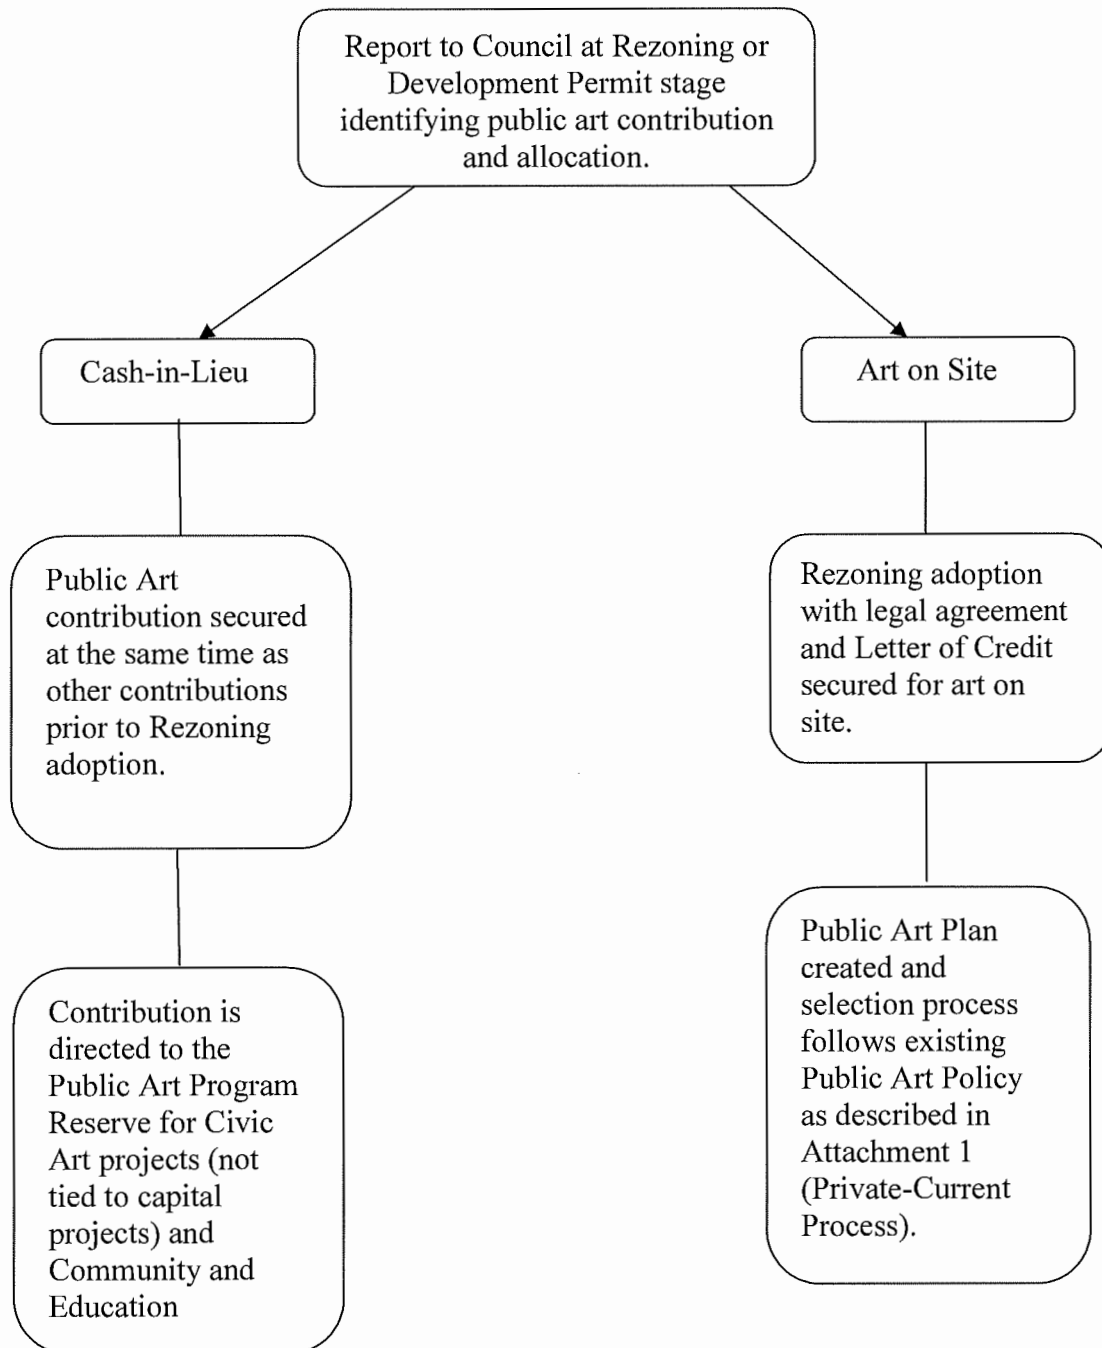 Report to Council at Rezoning or
Development Permit stage
identifying public art contribution
and allocation.
Cash-in-Lieu
Art on Site
Public Art
contribution secured
at the same time as
other contributions
prior to Rezoning
adoption.
Rezoning adoption
with legal agreement
and Letter of Credit
secured for art on
site.
Contribution is
directed to the
Public Art Program
Reserve for Civic
Art projects (not
tied to capital
projects) and
Community and
Education
Public Art Plan
created and
selection process
follows existing
Public Art Policy
as described in
Attachment 1
(Private-Current
Process).